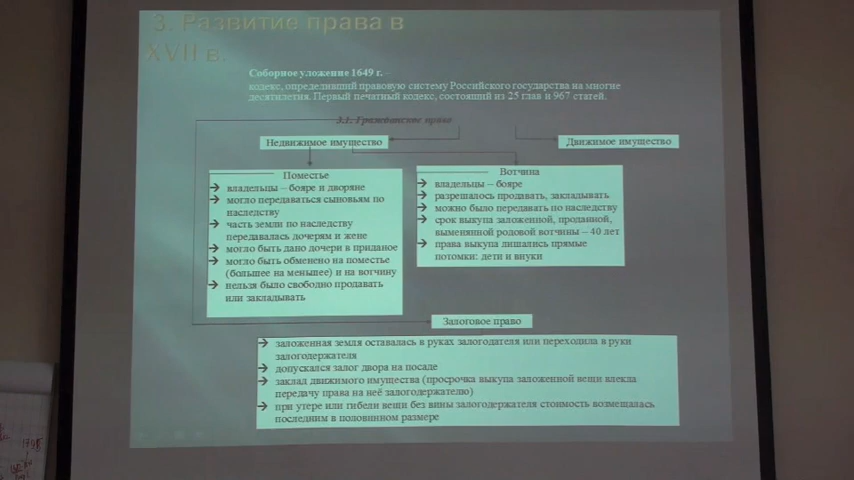 3. Развитие права в
XVII в.
Соборное уложение 1649 г. –
кодекс, определивший правовую систему Российского государства на многие
десятилетия. Первый печатный кодекс, состоящий из 25 глав и 967 статей.
3.1. Гражданское право
Недвижимое имущество
Движимое имущество
Поместье
владельцы – бояре и дворяне
могло передаваться сыновьям по
наследству
часть земли по наследству
передавалась дочерям и жене
могло быть дано дочери в приданое
могло быть обменено на поместье
(большее на меньшее) и на вотчину
нельзя было свободно продавать
или закладывать
Вотчина
владельцы – бояре
разрешалось продавать, закладывать
можно было передавать по наследству
срок выкупа заложенной, проданной,
выменянной родовой вотчины – 40 лет
права выкупа лишались прямые
потомки: дети и внуки
Залоговое право
заложенная земля оставалась в руках залогодателя или переходила в руки
залогодержателя
допускался залог двора на посаде
заклад движимого имущества (просрочка выкупа заложенной вещи влекла
передачу права на неё залогодержателю)
при утере или гибели вещи без вины залогодержателя стоимость возмещалась
последним в половинном размере